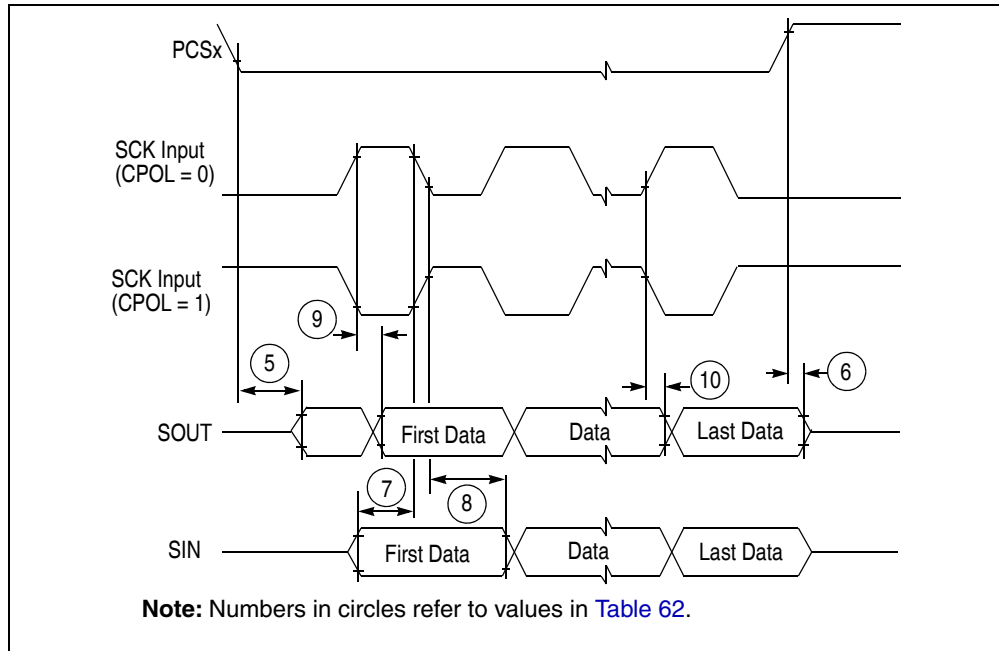 PCSx
SCK Input
(CPOL = 0)
SCK Input
(CPOL = 1)
9
5
10
6
SOUT
First Data
Data
Last Data
7
8
SIN
First Data
Data
Last Data
Note: Numbers in circles refer to values in Table 62.